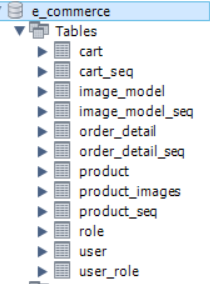 e_commerce
Tables
cart
cart_seq
image_model
image_model_seq
order_detail
order_detail_seq
product
product_images
product_seq
role
user
user_role